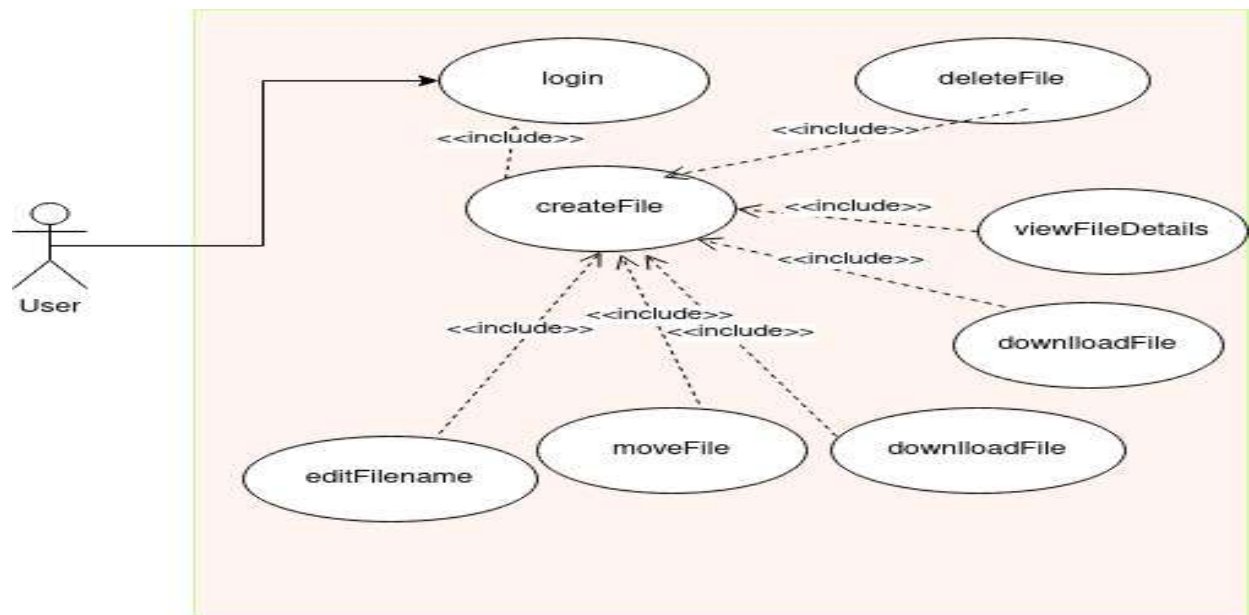 login
deleteFile
<<include>>
<<include>>
createFile
<<include>>
viewFileDetails
<<include>>
User
<<include>>
<<include>>
<<include>>
downlloadFile
moveFile
downlloadFile
editFilename